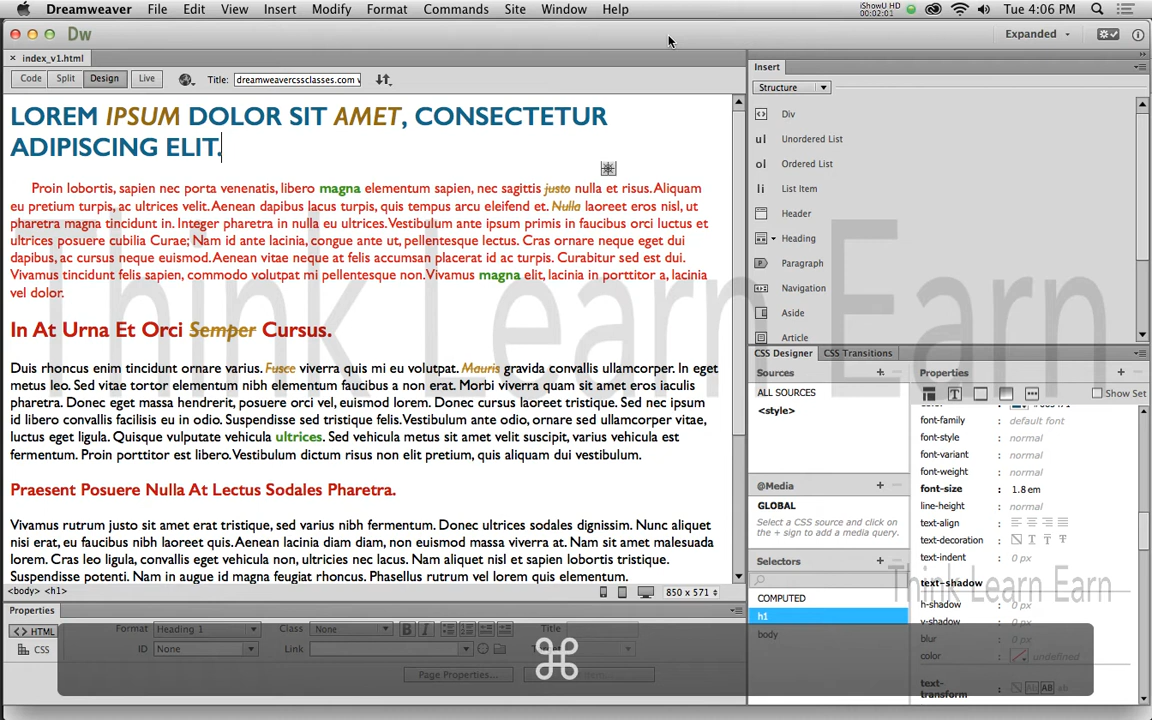 Dreamweaver File Edit View Insert Modify Format Commands Site Window Help
iShowU HD
00:02:01
Tue 4:06 PM
Dw
Expanded
index_v1.html
Code Split Design Live Title: dreamweavercssclasses.com
LOREM IPSUM DOLOR SIT AMET, CONSECTETUR
ADIPISCING ELIT.
Proin lobortis, sapien nec porta venenatis, libero magna elementum sapien, nec sagittis justo nulla et risus. Aliquam
eu pretium turpis, ac ultrices velit. Aenean dapibus lacus turpis, quis tempus arcu eleifend et. Nulla laoreet eros nisl, ut
pharetra magna tincidunt in. Integer pharetra in nulla eu ultrices. Vestibulum ante ipsum primis in faucibus orci luctus et
ultrices posuere cubilia Curae; Nam id ante lacinia, congue ante ut, pellentesque lectus. Cras ornare neque eget dui
dapibus, ac cursus neque euismod. Aenean vitae neque at felis accumsan placerat id ac turpis. Curabitur sed est dui.
Vivamus tincidunt felis sapien, commodo volutpat mi pellentesque non. Vivamus magna elit, lacinia in porttitor a, lacinia
vel dolor.
In At Urna Et Orci Semper Cursus.
Duis rhoncus enim tincidunt ornare varius. Fusce viverra quis mi eu volutpat. Mauris gravida convallis ullamcorper. In eget
metus leo. Sed vitae tortor elementum nibh elementum faucibus a non erat. Morbi viverra quam sit amet eros iaculis
pharetra. Donec eget massa hendrerit, posuere orci vel, euismod lorem. Donec cursus laoreet tristique. Sed nec ipsum
id libero convallis facilisis eu in odio. Suspendisse sed tristique felis. Vestibulum odio, ornare sed ullamcorper vitae,
luctus eget ligula. Quisque vulputate vehicula ultrices. Sed vehicula metus sit amet velit suscipit, varius vehicula est
fermentum. Proin porttitor est libero. Vestibulum dictum risus non elit pretium, quis aliquam dui vestibulum.
Praesent Posuere Nulla At Lectus Sodales Pharetra.
Vivamus rutrum justo sit amet erat tristique, sed varius nibh fermentum. Donec ultrices sodales dignissim. Nunc aliquet
nisi erat, eu faucibus nibh laoreet quis. Aenean diam diam, non euismod massa viverra at. Nam sit amet malesuada
lorem. Cras leo ligula, convallis eget vehicula non, ultricies nec lacus. Nam aliquet nisl et sapien lobortis tristique.
Suspendisse potenti. Nam in augue id magna feugiat rhoncus. Phasellus rutrum vel lorem quis elementum.
Think Learn Earn
<body> <h1>
850 x 571
Properties
HTML Format Heading 1 Class None B I Title
CSS ID None Link
Page Properties...
Insert
Structure
Div
ul Unordered List
ol Ordered List
li List Item
Header
Heading
Paragraph
Navigation
Aside
Article
CSS Designer CSS Transitions
Sources
ALL SOURCES
<style>
@Media
GLOBAL
Select a CSS source and click on
the + sign to add a media query.
Selectors
COMPUTED
h1
body
Properties
Show Set
font-family : default font
font-style : normal
font-variant : normal
font-weight : normal
font-size : 1.8 em
line-height : normal
text-align :
text-decoration :
text-indent : 0 px
text-shadow
h-shadow : 0 px
v-shadow : 0 px
blur : 0 px
color : undefined
text-
transform :
Think Learn Earn